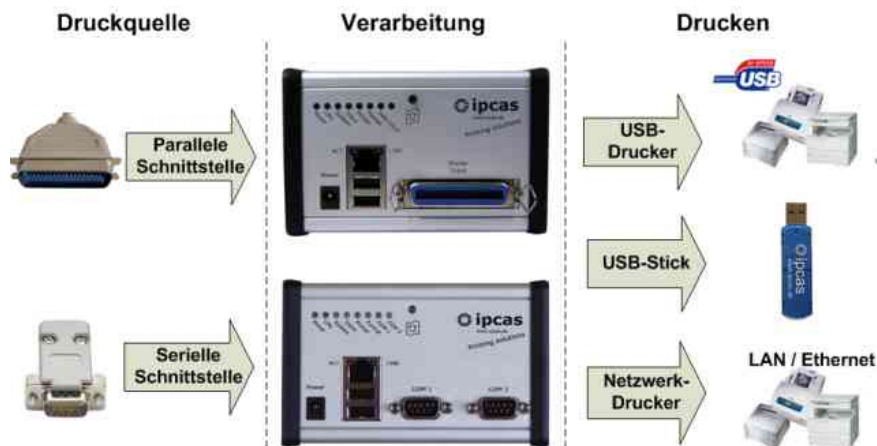 Druckquelle
Verarbeitung
Drucken
Parallele
Schnittstelle
ipcas
Printing solutions
Power
Printer
USB
USB-
Drucker
USB-Stick
ipcas
Serielle
Schnittstelle
ipcas
Printing solutions
Power
COM 1
COM 2
Netzwerk-
Drucker
LAN / Ethernet